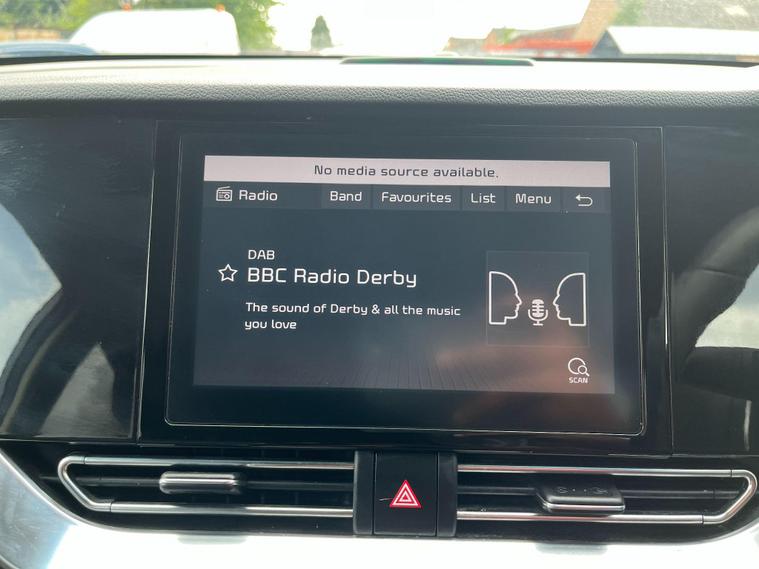 No media source available.
Radio Band Favourites List Menu
DAB
BBC Radio Derby
The sound of Derby & all the music
you love
SCAN